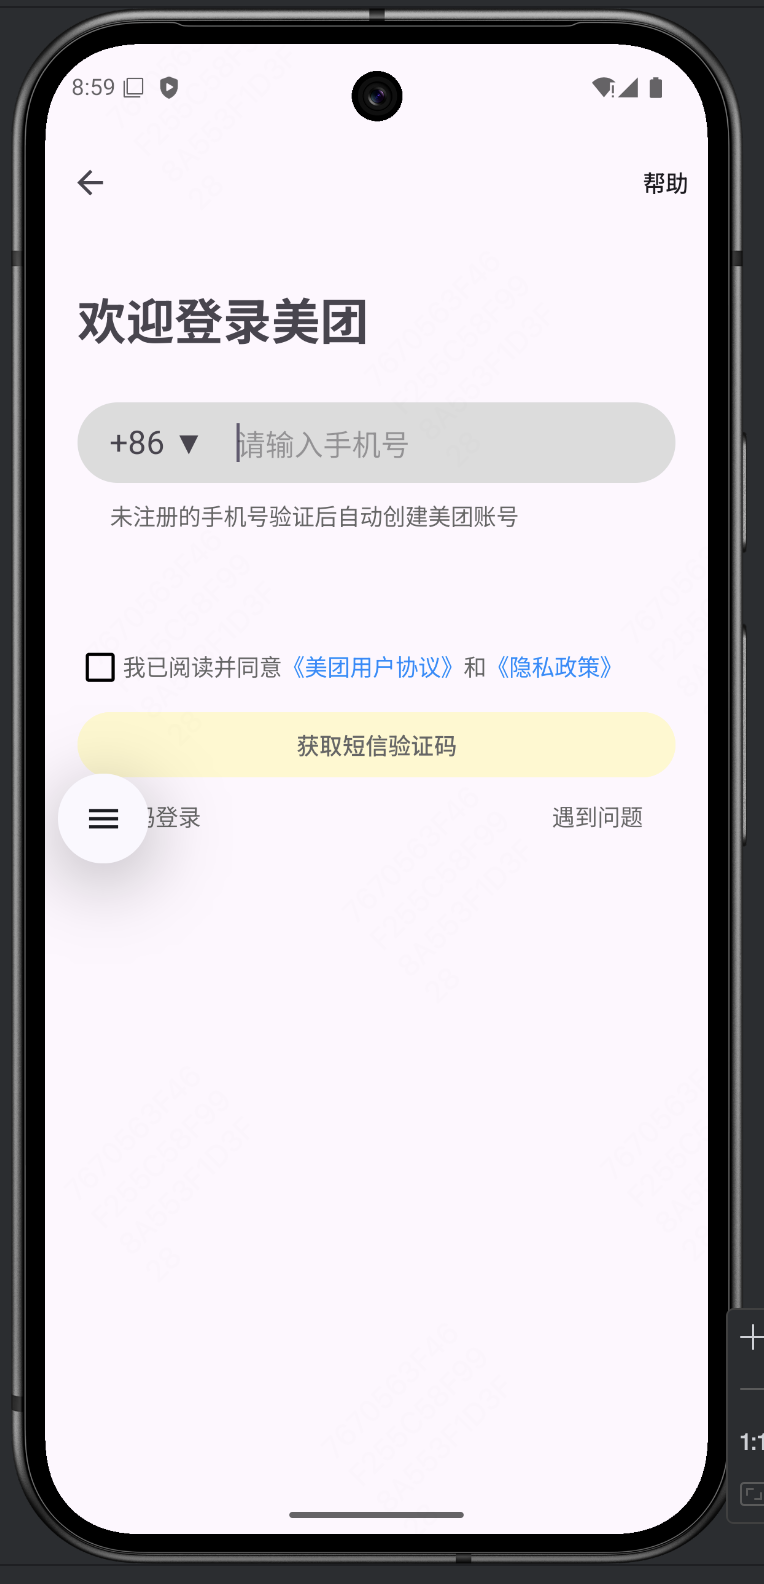 8:59
帮助
欢迎登录美团
+86 ▼ 请输入手机号
未注册的手机号验证后自动创建美团账号
我已阅读并同意《美团用户协议》和《隐私政策》
获取短信验证码
码登录 遇到问题
1:1